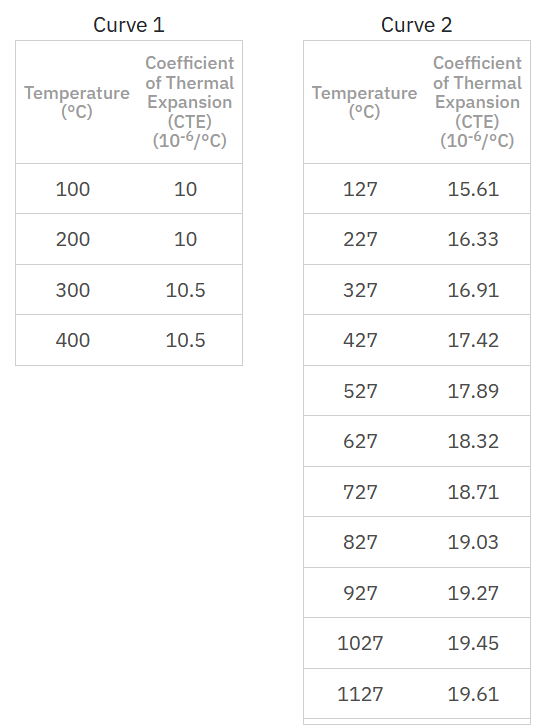 Curve 1
Temperature
(°C)
Coefficient
of Thermal
Expansion
(CTE)
(10-6/°C)
100 10
200 10
300 10.5
400 10.5
Curve 2
Temperature
(°C)
Coefficient
of Thermal
Expansion
(CTE)
(10-6/°C)
127 15.61
227 16.33
327 16.91
427 17.42
527 17.89
627 18.32
727 18.71
827 19.03
927 19.27
1027 19.45
1127 19.61